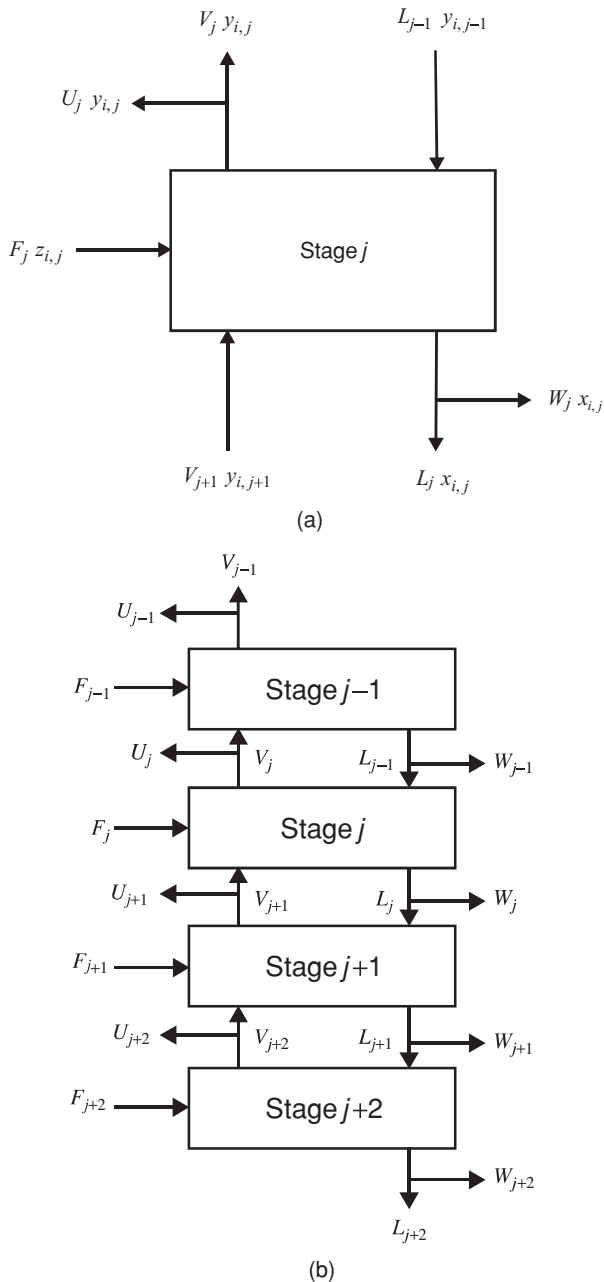 V_j y_{i,j}
L_{j−1} y_{i,j−1}
U_j y_{i,j}
F_j z_{i,j}
Stage j
W_j x_{i,j}
V_{j+1} y_{i,j+1}
L_j x_{i,j}
(a)
V_{j−1}
U_{j−1}
F_{j−1}
Stage j−1
U_j
V_j
L_{j−1}
W_{j−1}
F_j
Stage j
U_{j+1}
V_{j+1}
L_j
W_j
F_{j+1}
Stage j+1
U_{j+2}
V_{j+2}
L_{j+1}
W_{j+1}
F_{j+2}
Stage j+2
W_{j+2}
L_{j+2}
(b)